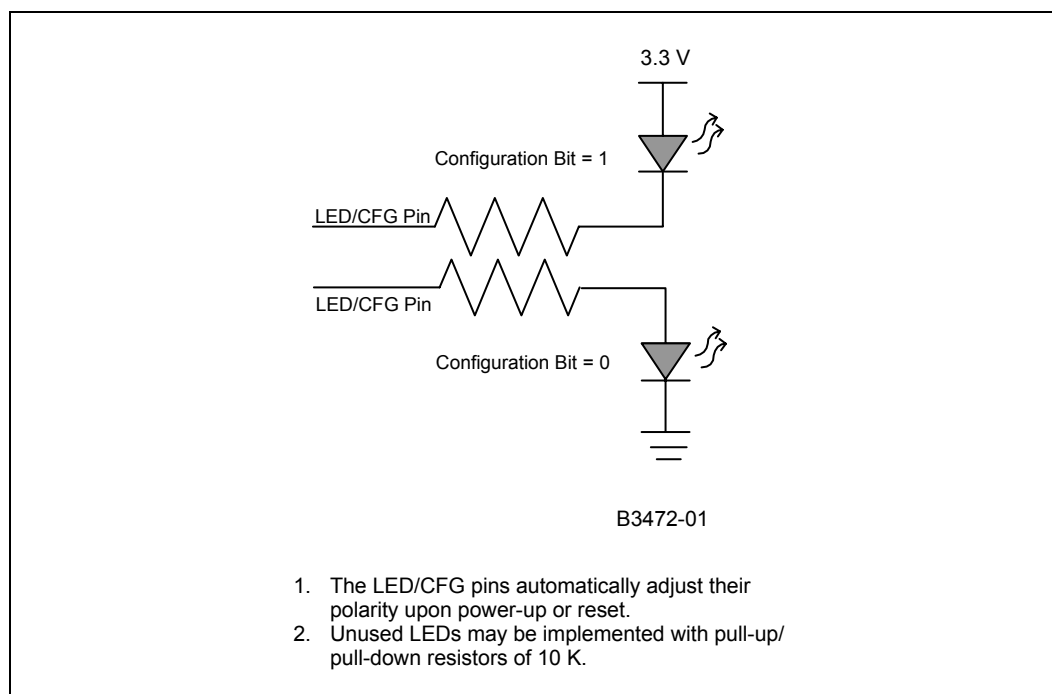 3.3 V
Configuration Bit = 1
LED/CFG Pin
LED/CFG Pin
Configuration Bit = 0
B3472-01
1. The LED/CFG pins automatically adjust their
polarity upon power-up or reset.
2. Unused LEDs may be implemented with pull-up/
pull-down resistors of 10 K.